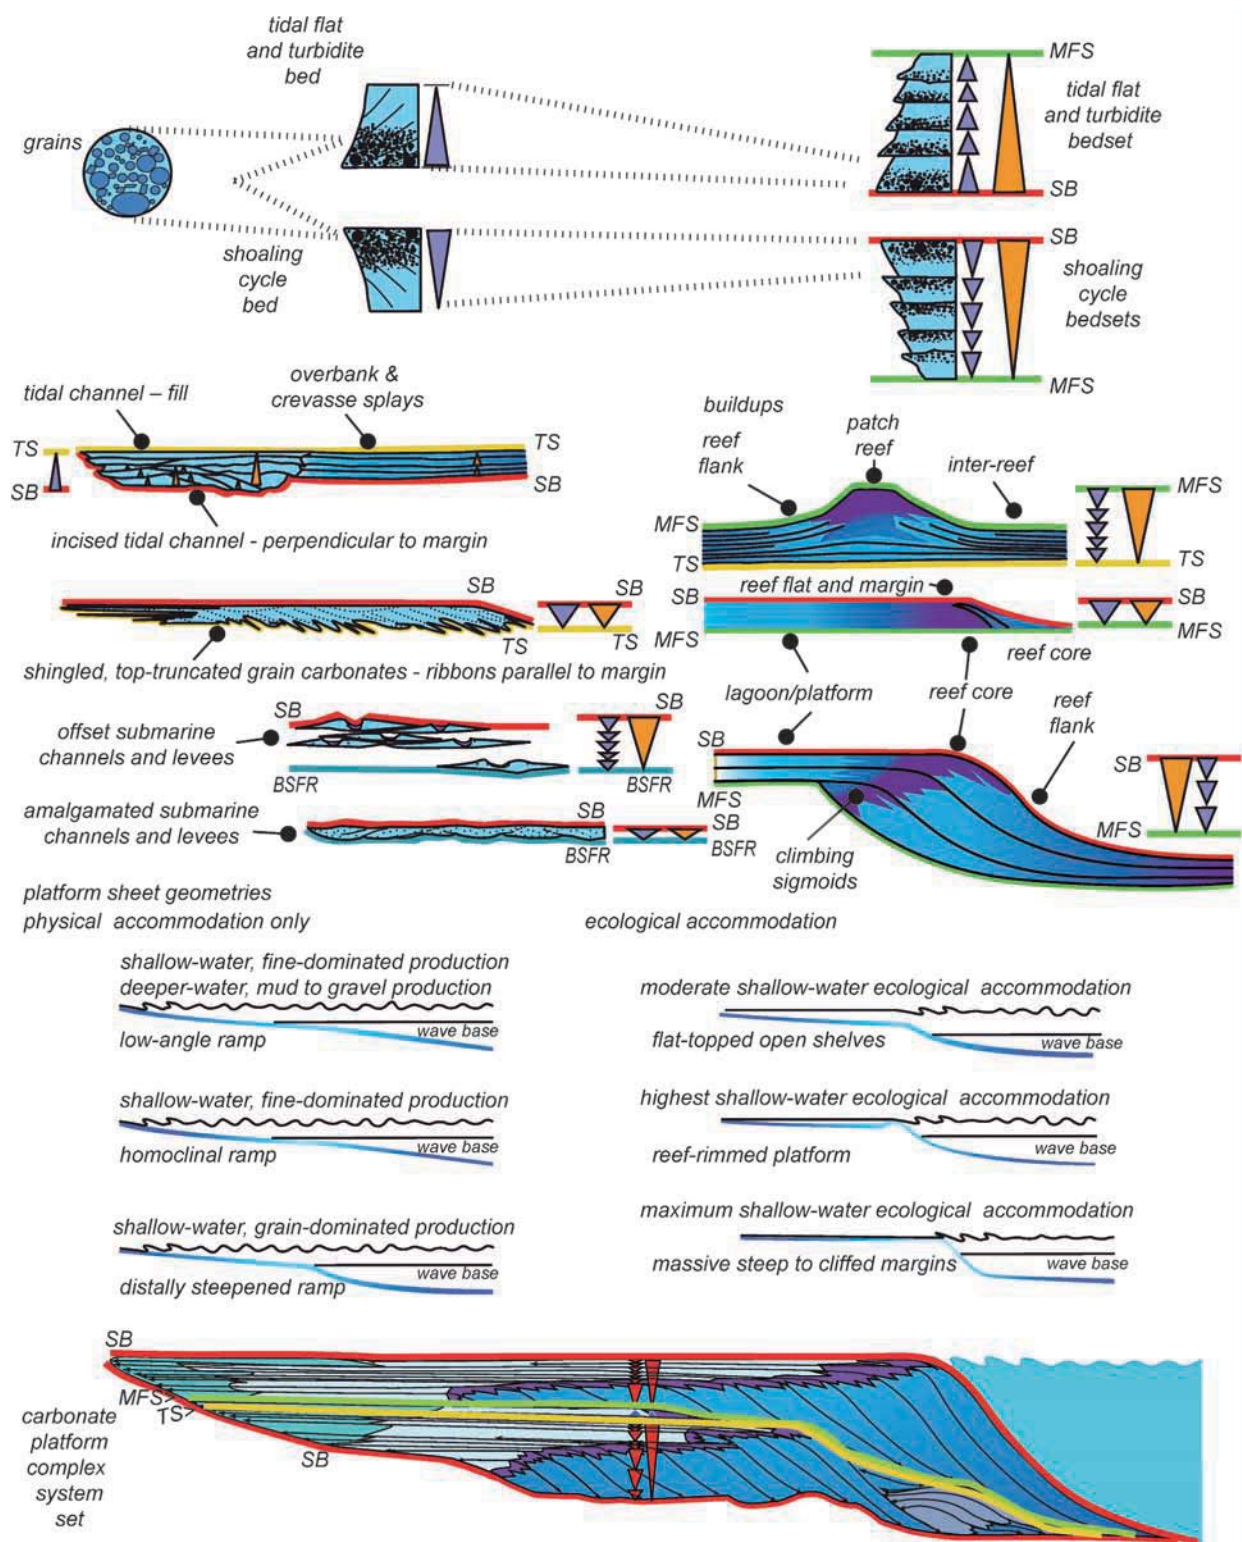 tidal flat
and turbidite
bed
grains
shoaling
cycle
bed
MFS
tidal flat
and turbidite
bedset
SB
SB
shoaling
cycle
bedsets
MFS
tidal channel – fill
overbank &
crevasse splays
TS
SB
TS
SB
incised tidal channel - perpendicular to margin
SB
SB
TS
TS
shingled, top-truncated grain carbonates - ribbons parallel to margin
SB
SB
offset submarine
channels and levees
BSFR
BSFR
amalgamated submarine
channels and levees
SB
SB
BSFR
BSFR
buildups
reef
flank
patch
reef
inter-reef
MFS
TS
MFS
TS
reef flat and margin
SB
MFS
SB
MFS
reef core
lagoon/platform
reef core
reef
flank
SB
MFS
SB
MFS
climbing
sigmoids
platform sheet geometries
physical accommodation only
ecological accommodation
shallow-water, fine-dominated production
deeper-water, mud to gravel production
wave base
low-angle ramp
shallow-water, fine-dominated production
wave base
homoclinal ramp
shallow-water, grain-dominated production
wave base
distally steepened ramp
moderate shallow-water ecological accommodation
wave base
flat-topped open shelves
highest shallow-water ecological accommodation
wave base
reef-rimmed platform
maximum shallow-water ecological accommodation
wave base
massive steep to cliffed margins
SB
MFS>
TS>
SB
carbonate
platform
complex
system
set